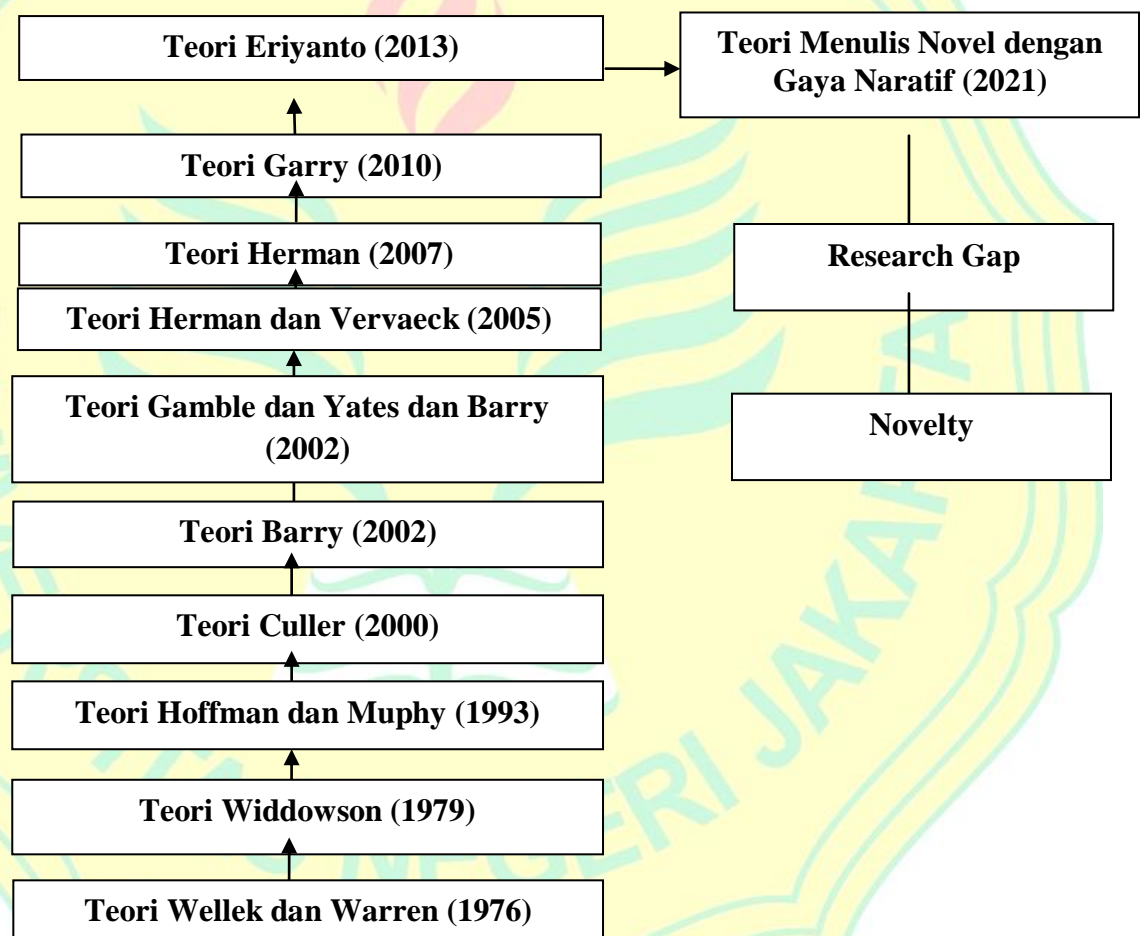 Teori Eriyanto (2013)
Teori Menulis Novel dengan
Gaya Naratif (2021)
Teori Garry (2010)
Teori Herman (2007)
Research Gap
Teori Herman dan Vervaeck (2005)
Teori Gamble dan Yates dan Barry
(2002)
Novelty
Teori Barry (2002)
Teori Culler (2000)
Teori Hoffman dan Muphy (1993)
Teori Widdowson (1979)
Teori Wellek dan Warren (1976)
NEGERI JAKARTA